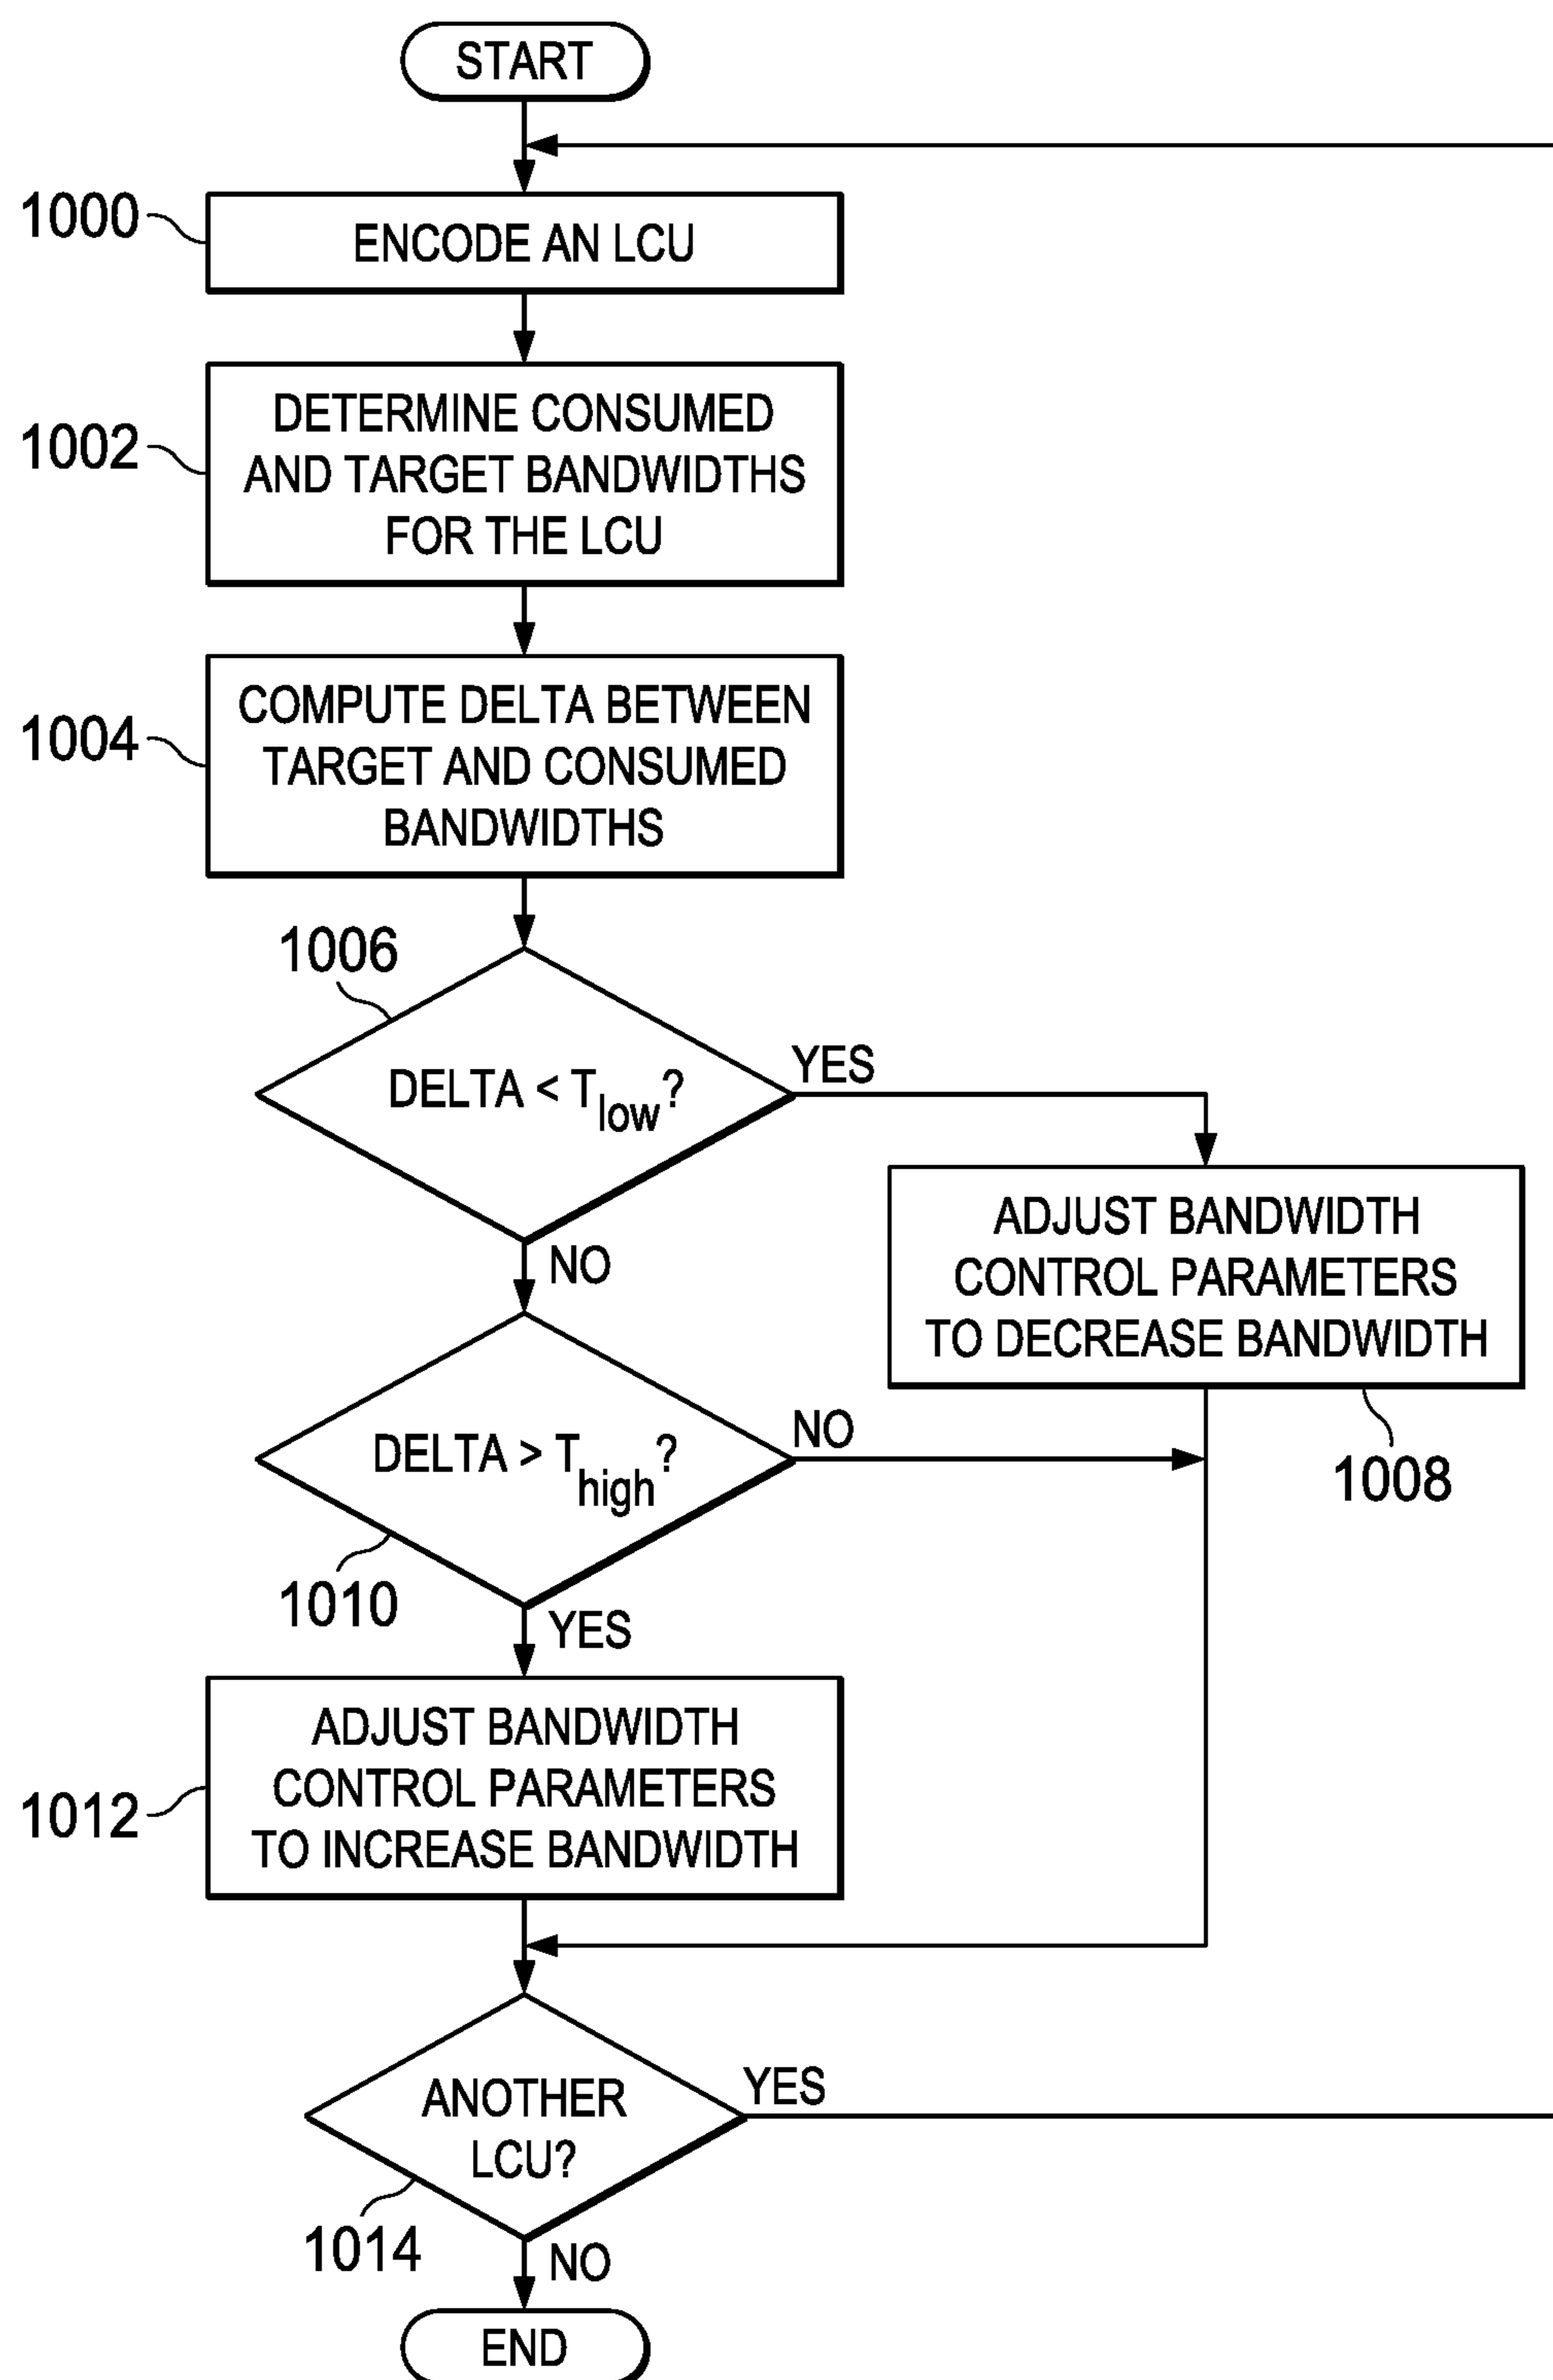 START
1000
ENCODE AN LCU
1002
DETERMINE CONSUMED
AND TARGET BANDWIDTHS
FOR THE LCU
1004
COMPUTE DELTA BETWEEN
TARGET AND CONSUMED
BANDWIDTHS
1006
DELTA < Tlow?
YES
NO
ADJUST BANDWIDTH
CONTROL PARAMETERS
TO DECREASE BANDWIDTH
1008
DELTA > Thigh?
NO
1010
YES
1012
ADJUST BANDWIDTH
CONTROL PARAMETERS
TO INCREASE BANDWIDTH
ANOTHER
LCU?
YES
1014
NO
END